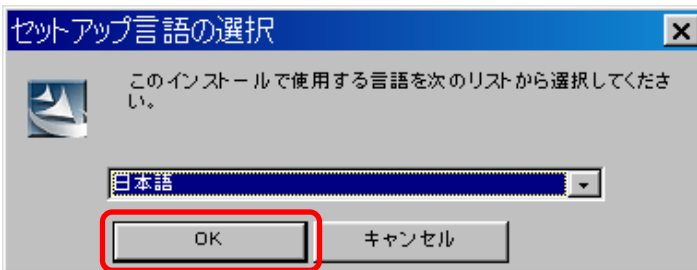 セットアップ言語の選択
このインストールで使用する言語を次のリストから選択してくださ
い。
日本語
OK
キャンセル